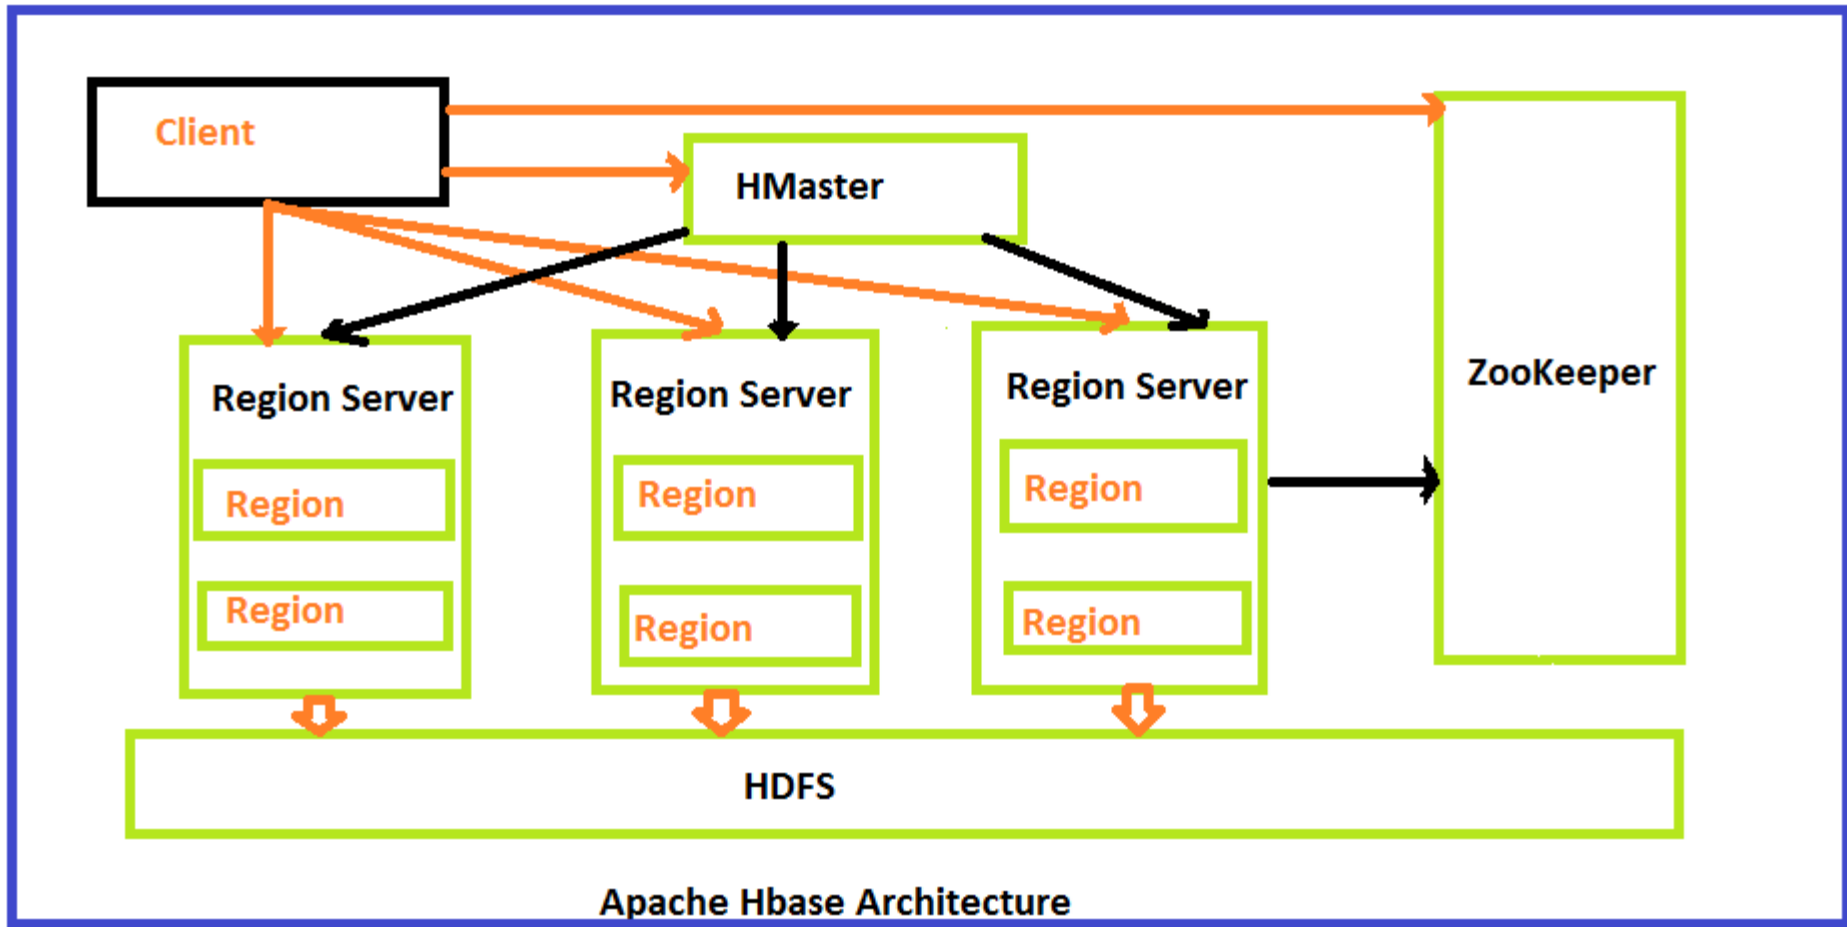 Client
HMaster
ZooKeeper
Region Server
Region Server
Region Server
Region
Region
Region
Region
Region
Region
HDFS
Apache Hbase Architecture